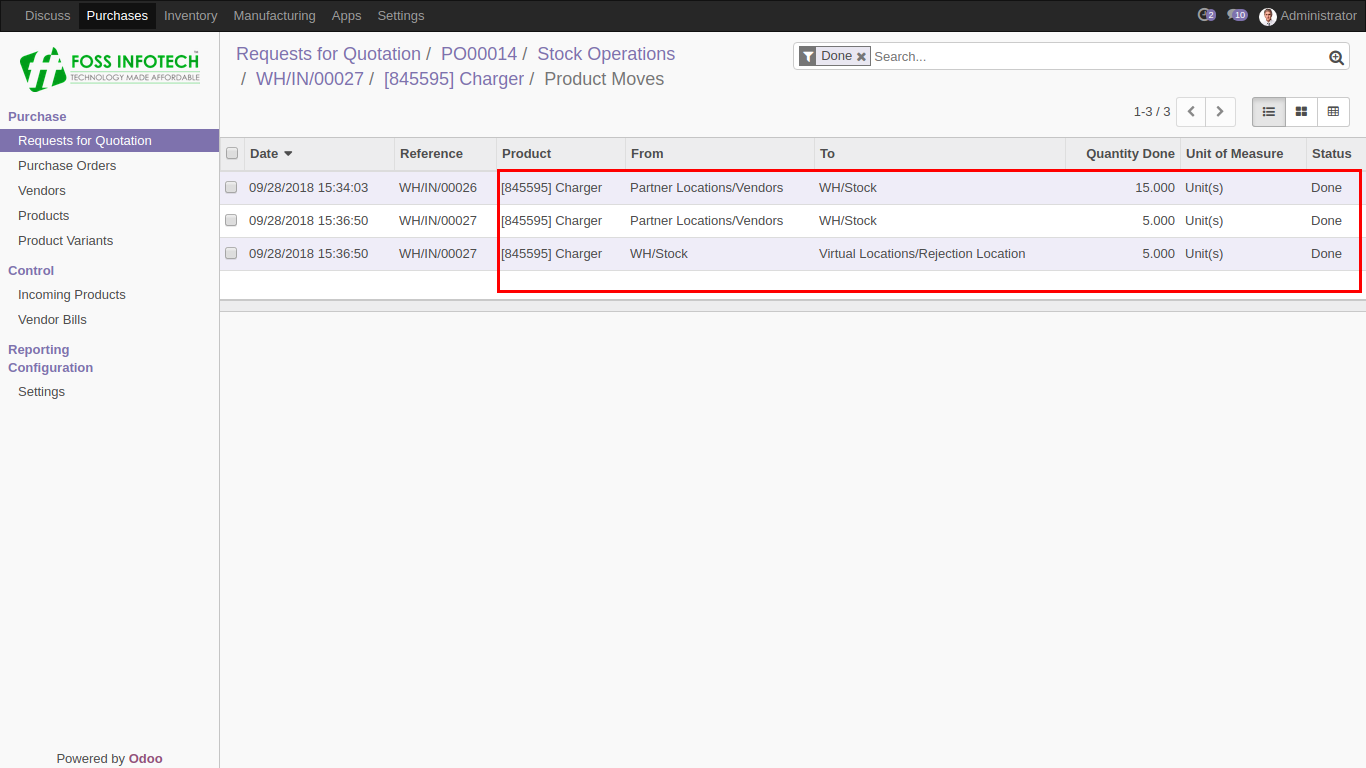 Discuss Purchases Inventory Manufacturing Apps Settings 2 10 Administrator
FOSS INFOTECH
TECHNOLOGY MADE AFFORDABLE
Purchase
Requests for Quotation
Purchase Orders
Vendors
Products
Product Variants
Control
Incoming Products
Vendor Bills
Reporting
Configuration
Settings
Powered by Odoo
Requests for Quotation / PO00014 / Stock Operations
/ WH/IN/00027 / [845595] Charger / Product Moves
Done Search...
1-3 / 3
Date Reference Product From To Quantity Done Unit of Measure Status
09/28/2018 15:34:03 WH/IN/00026 [845595] Charger Partner Locations/Vendors WH/Stock 15.000 Unit(s) Done
09/28/2018 15:36:50 WH/IN/00027 [845595] Charger Partner Locations/Vendors WH/Stock 5.000 Unit(s) Done
09/28/2018 15:36:50 WH/IN/00027 [845595] Charger WH/Stock Virtual Locations/Rejection Location 5.000 Unit(s) Done